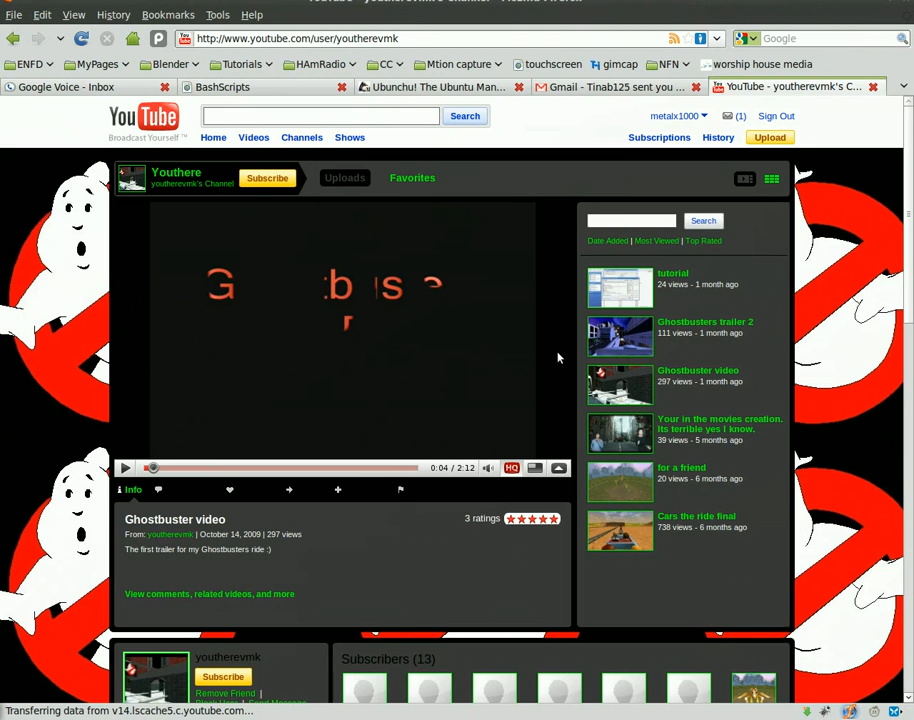 File Edit View History Bookmarks Tools Help
http://www.youtube.com/user/youtherevmk
Google
ENFD MyPages Blender Tutorials HAmRadio CC Mtion capture touchscreen gimcap NFN worship house media
Google Voice - Inbox
BashScripts
Ubunchu! The Ubuntu Man...
Gmail - Tinab125 sent you ...
YouTube - youtherevmk's C...
YouTube
Broadcast Yourself ™
Search
metalx1000 (1) Sign Out
Home Videos Channels Shows
Subscriptions History Upload
Youthere
youtherevmk's Channel
Subscribe
Uploads
Favorites
G b s
r
Search
Date Added | Most Viewed | Top Rated
tutorial
24 views - 1 month ago
Ghostbusters trailer 2
111 views - 1 month ago
Ghostbuster video
297 views - 1 month ago
Your in the movies creation.
Its terrible yes I know.
39 views - 5 months ago
for a friend
20 views - 6 months ago
Cars the ride final
738 views - 6 months ago
0:04 / 2:12
HQ
Info
Ghostbuster video
3 ratings
From: youtherevmk | October 14, 2009 | 297 views
The first trailer for my Ghostbusters ride :)
View comments, related videos, and more
youtherevmk
Subscribe
Remove Friend |
Subscribers (13)
Transferring data from v14.lscache5.c.youtube.com...